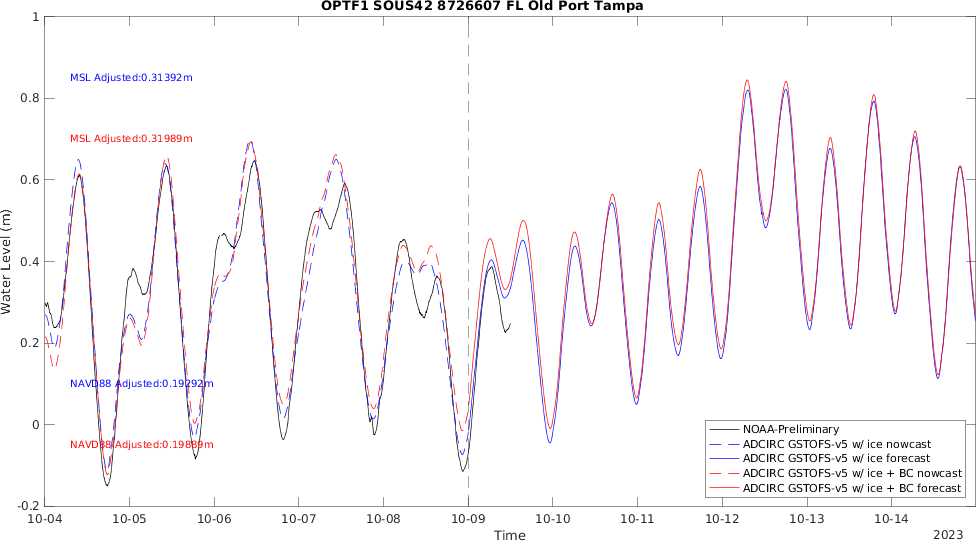 OPTF1 SOUS42 8726607 FL Old Port Tampa
Water Level (m)
1
0.8
0.6
0.4
0.2
0
-0.2
MSL Adjusted:0.31392m
MSL Adjusted:0.31989m
NAVD88 Adjusted:0.19292m
NAVD88 Adjusted:0.19889m
NOAA-Preliminary
ADCIRC GSTOFS-v5 w/ ice nowcast
ADCIRC GSTOFS-v5 w/ ice forecast
ADCIRC GSTOFS-v5 w/ ice + BC nowcast
ADCIRC GSTOFS-v5 w/ ice + BC forecast
10-04 10-05 10-06 10-07 10-08 10-09 10-10 10-11 10-12 10-13 10-14
Time
2023